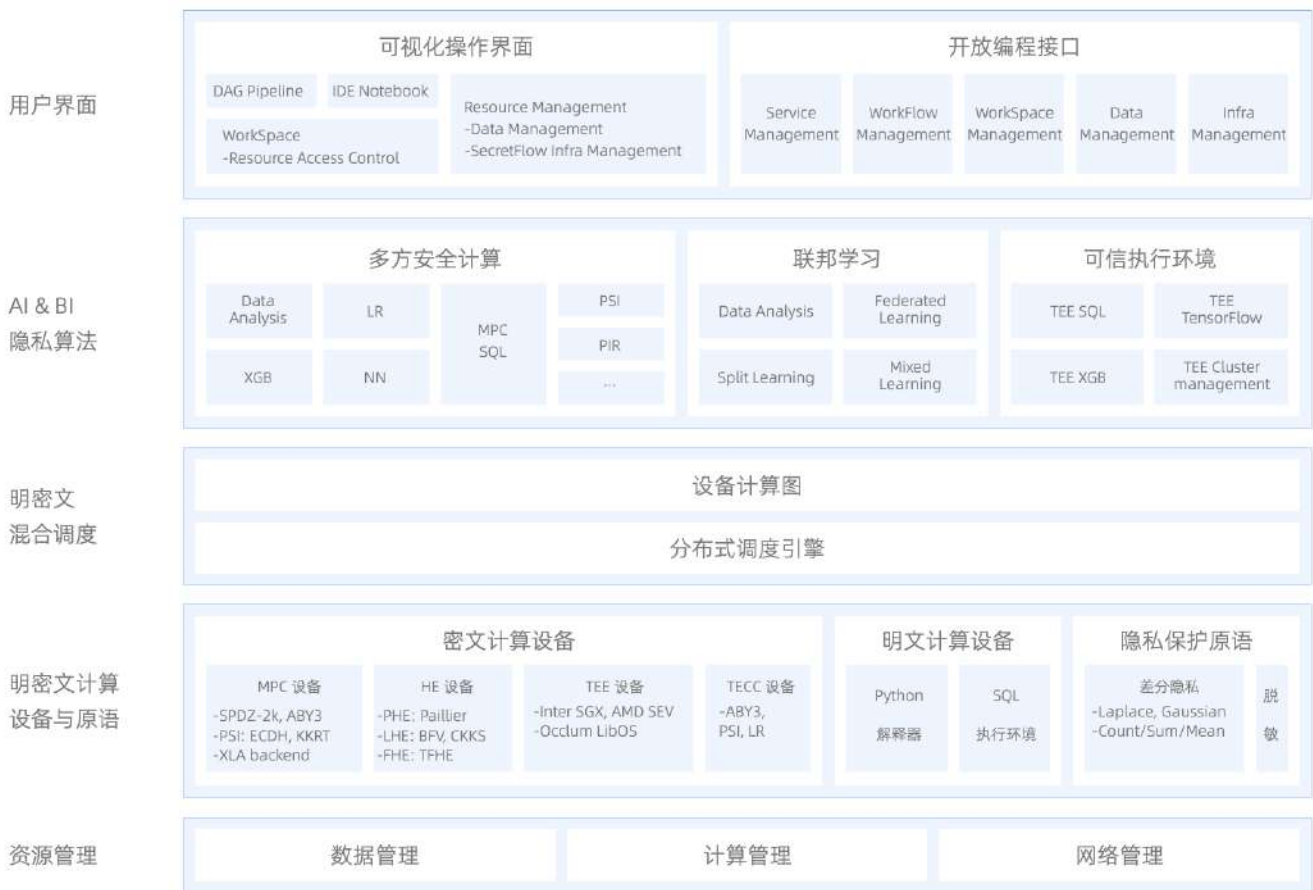 用户界面
可视化操作界面
DAG Pipeline
IDE Notebook
WorkSpace
-Resource Access Control
Resource Management
-Data Management
-SecretFlow Infra Management
开放编程接口
Service
Management
WorkFlow
Management
WorkSpace
Management
Data
Management
Infra
Management
AI & BI
隐私算法
多方安全计算
Data
Analysis
LR
XGB
NN
MPC
SQL
PSI
PIR
...
联邦学习
Data Analysis
Federated
Learning
Split Learning
Mixed
Learning
可信执行环境
TEE SQL
TEE
TensorFlow
TEE XGB
TEE Cluster
management
明密文
混合调度
设备计算图
分布式调度引擎
明密文计算
设备与原语
密文计算设备
MPC 设备
-SPDZ-2k, ABY3
-PSI: ECDH, KKRT
-XLA backend
HE 设备
-PHE: Paillier
-LHE: BFV, CKKS
-FHE: TFHE
TEE 设备
-Inter SGX, AMD SEV
-Occlum LibOS
TECC 设备
-ABY3,
PSI, LR
明文计算设备
Python
解释器
SQL
执行环境
隐私保护原语
差分隐私
-Laplace, Gaussian
-Count/Sum/Mean
脱
敏
资源管理
数据管理
计算管理
网络管理